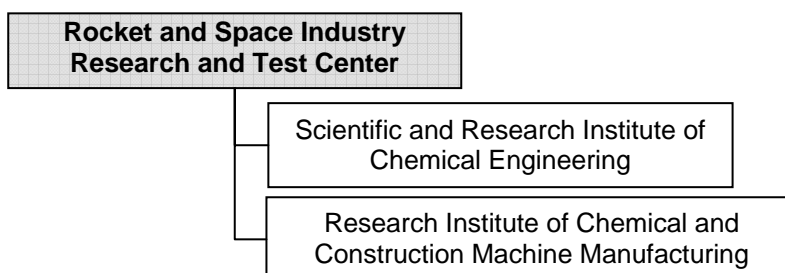 Rocket and Space Industry
Research and Test Center
Scientific and Research Institute of
Chemical Engineering
Research Institute of Chemical and
Construction Machine Manufacturing